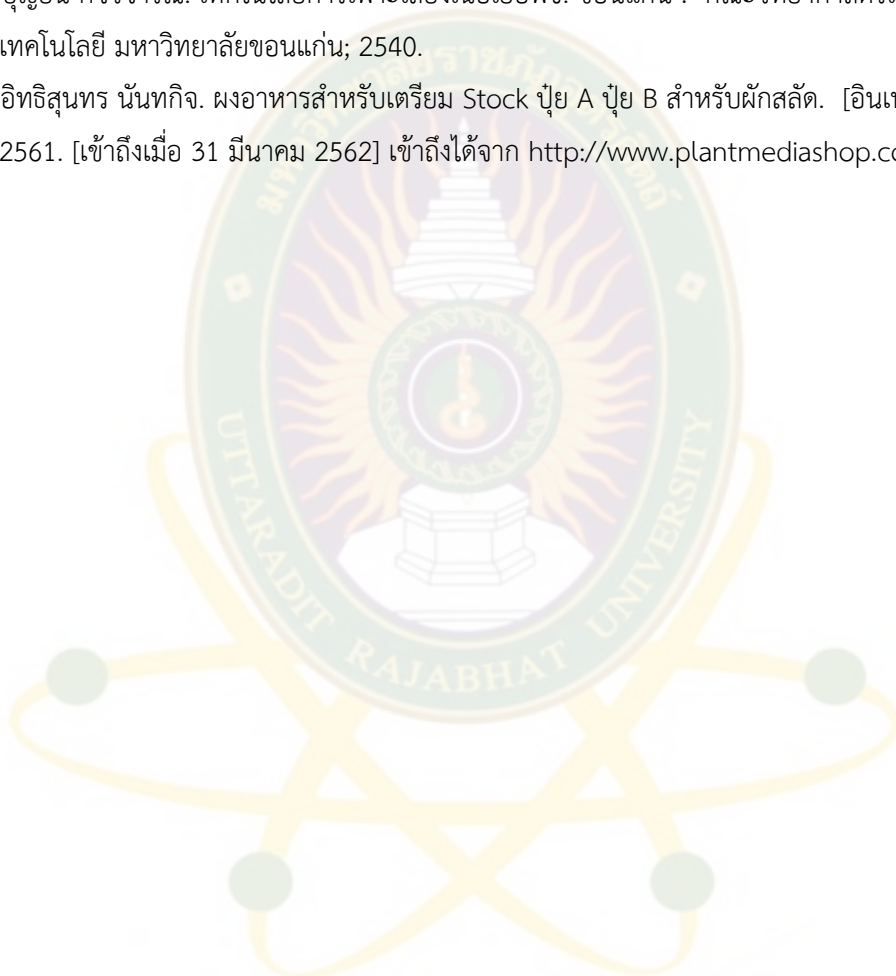 เทคโนโลยี มหาวิทยาลัยขอนแก่น; 2540.
อิทธิสุนทร นันทกิจ. ผงอาหารสำหรับเตรียม Stock ปุ๋ย A ปุ๋ย B สำหรับผักสลัด.
2561. [เข้าถึงเมื่อ 31 มีนาคม 2562] เข้าถึงได้จาก http://www.plantmediashop.co
UTTARADIT RAJABHAT UNIVERSITY